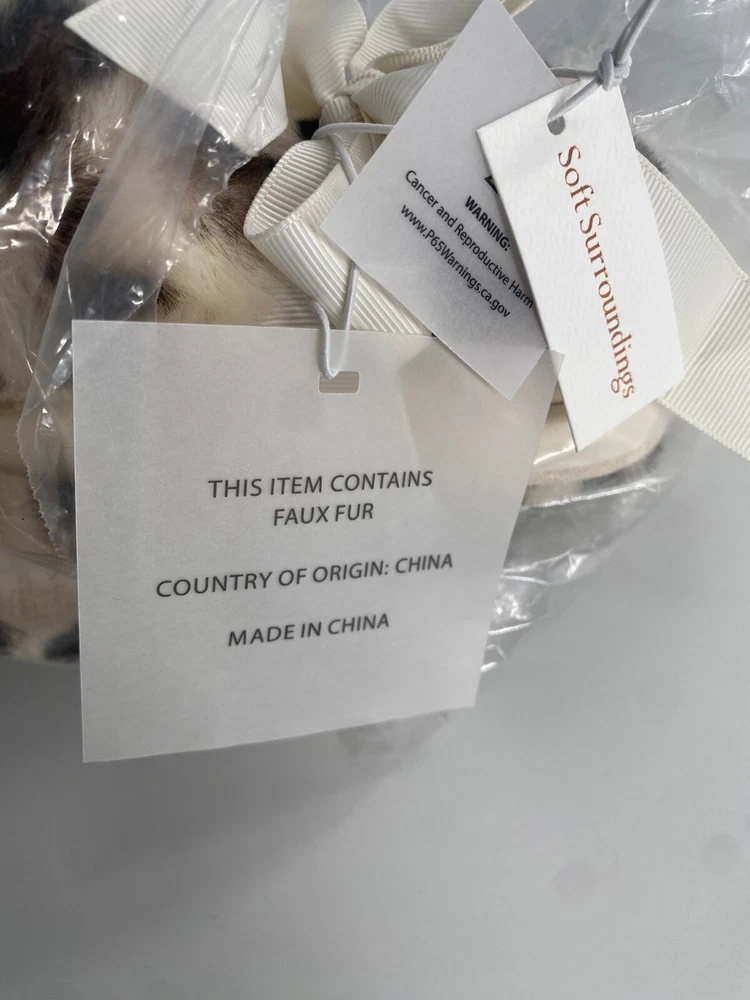 WARNING:
Cancer and Reproductive Harm
www.P65Warnings.ca.gov
Soft Surroundings
THIS ITEM CONTAINS
FAUX FUR
COUNTRY OF ORIGIN: CHINA
MADE IN CHINA